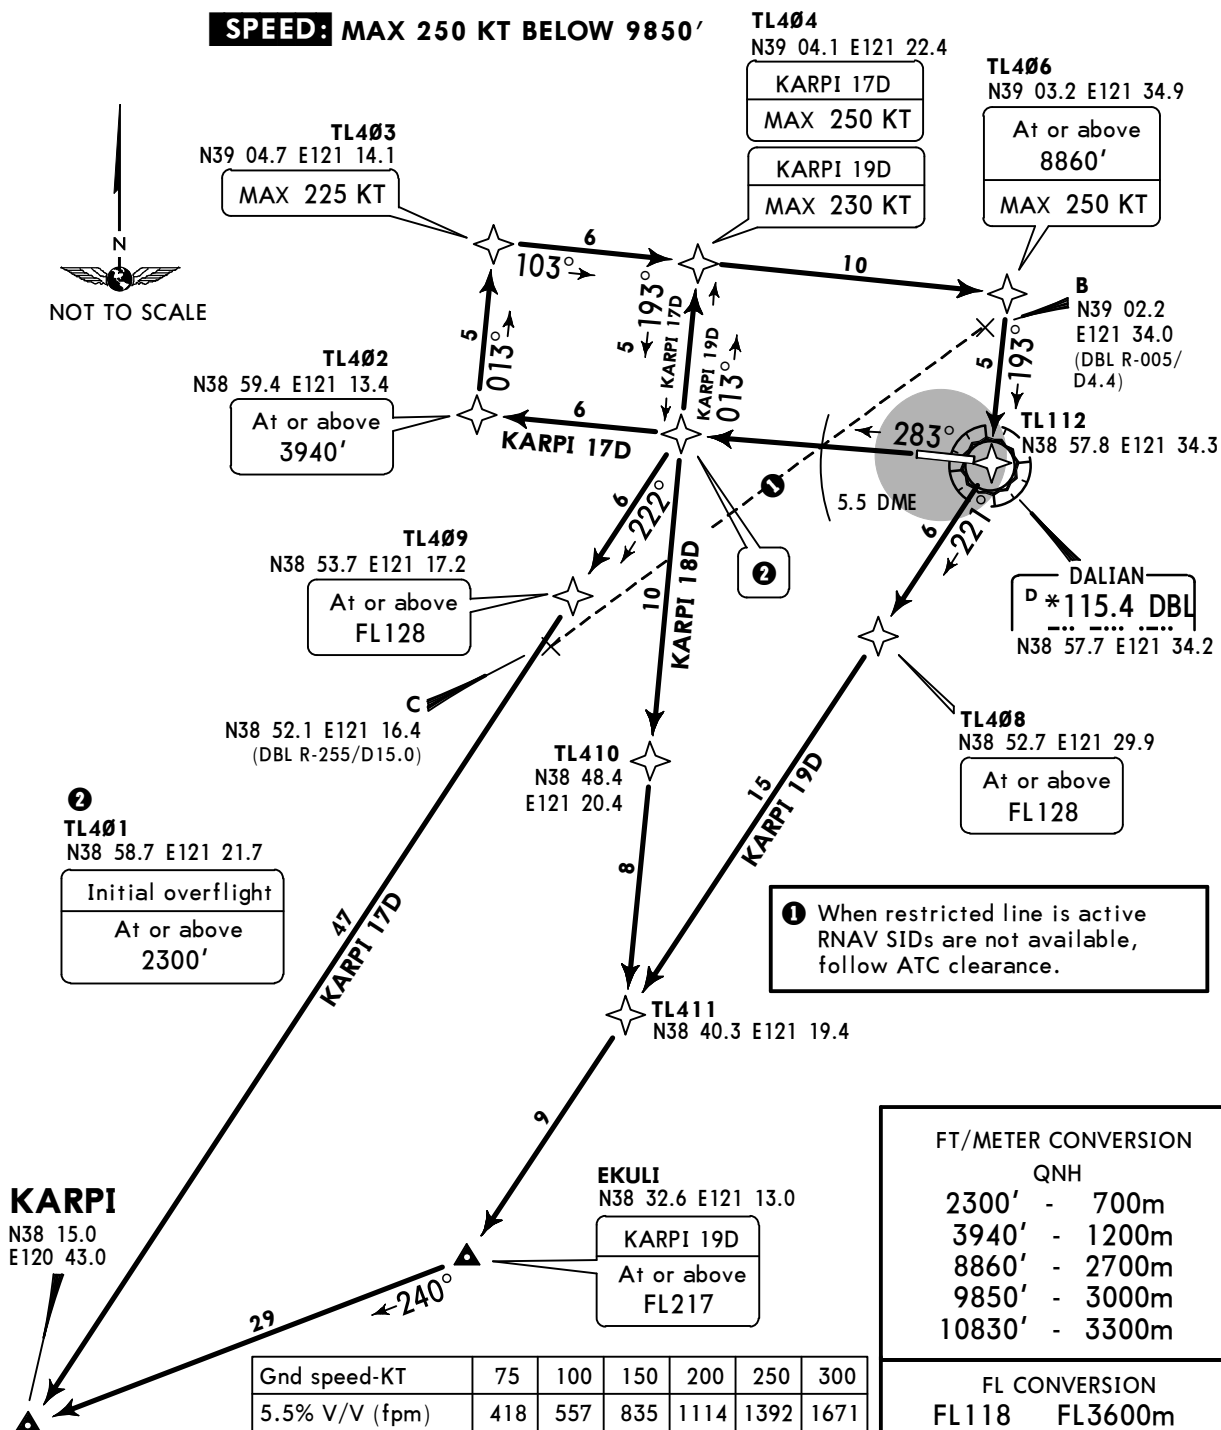 SPEED: MAX 250 KT BELOW 9850'
TL4Ø4
N39 04.1 E121 22.4
KARPI 17D
MAX 250 KT
KARPI 19D
MAX 230 KT
TL4Ø6
N39 03.2 E121 34.9
At or above
8860'
MAX 250 KT
TL4Ø3
N39 04.7 E121 14.1
MAX 225 KT
N
NOT TO SCALE
6
103°
10
B
N39 02.2
E121 34.0
(DBL R-005/
D4.4)
5
013°
5
193°
KARPI 17D
KARPI 19D
013°
5
193°
TL4Ø2
N38 59.4 E121 13.4
At or above
3940'
6
KARPI 17D
283°
TL112
N38 57.8 E121 34.3
1
5.5 DME
6
222°
6
221°
2
TL4Ø9
N38 53.7 E121 17.2
At or above
FL128
10
KARPI 18D
DALIAN
D *115.4 DBL
N38 57.7 E121 34.2
C
N38 52.1 E121 16.4
(DBL R-255/D15.0)
TL410
N38 48.4
E121 20.4
TL4Ø8
N38 52.7 E121 29.9
At or above
FL128
15
KARPI 19D
2
TL4Ø1
N38 58.7 E121 21.7
Initial overflight
At or above
2300'
47
KARPI 17D
8
1 When restricted line is active
RNAV SIDs are not available,
follow ATC clearance.
TL411
N38 40.3 E121 19.4
9
KARPI
N38 15.0
E120 43.0
EKULI
N38 32.6 E121 13.0
KARPI 19D
At or above
FL217
240°
29
FT/METER CONVERSION
QNH
2300' - 700m
3940' - 1200m
8860' - 2700m
9850' - 3000m
10830' - 3300m
FL CONVERSION
FL118 FL3600m
Gnd speed-KT 75 100 150 200 250 300
5.5% V/V (fpm) 418 557 835 1114 1392 1671